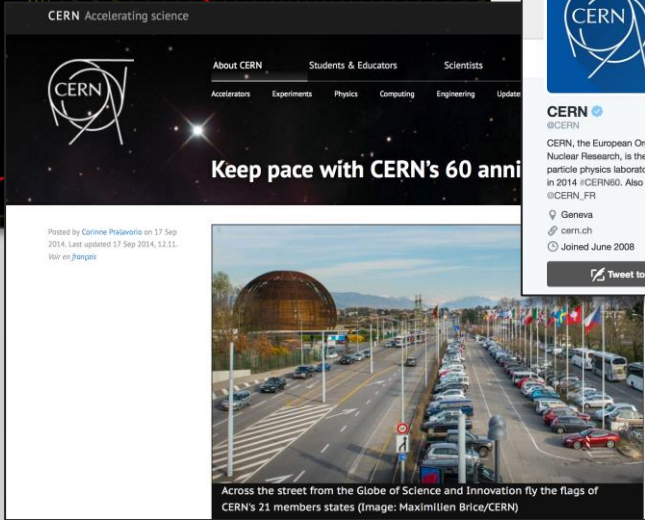 CERN Accelerating science
CERN
About CERN Students & Educators Scientists
Accelerators Experiments Physics Computing Engineering
Keep pace with CERN's 60
Posted by Corinne Pralavorio on 17 Sep
2014. Last updated 17 Sep 2014, 12.11.
Voir en français
Across the street from the Globe of Science and Innovation fly the flags of
CERN's 21 members states (Image: Maximilien Brice/CERN)
CERN
CERN
@CERN
CERN, the European
Nuclear Research, is the
particle physics
in 2014 #CERN60. Also
@CERN_FR
Geneva
cern.ch
Joined June 2008
Tweet to